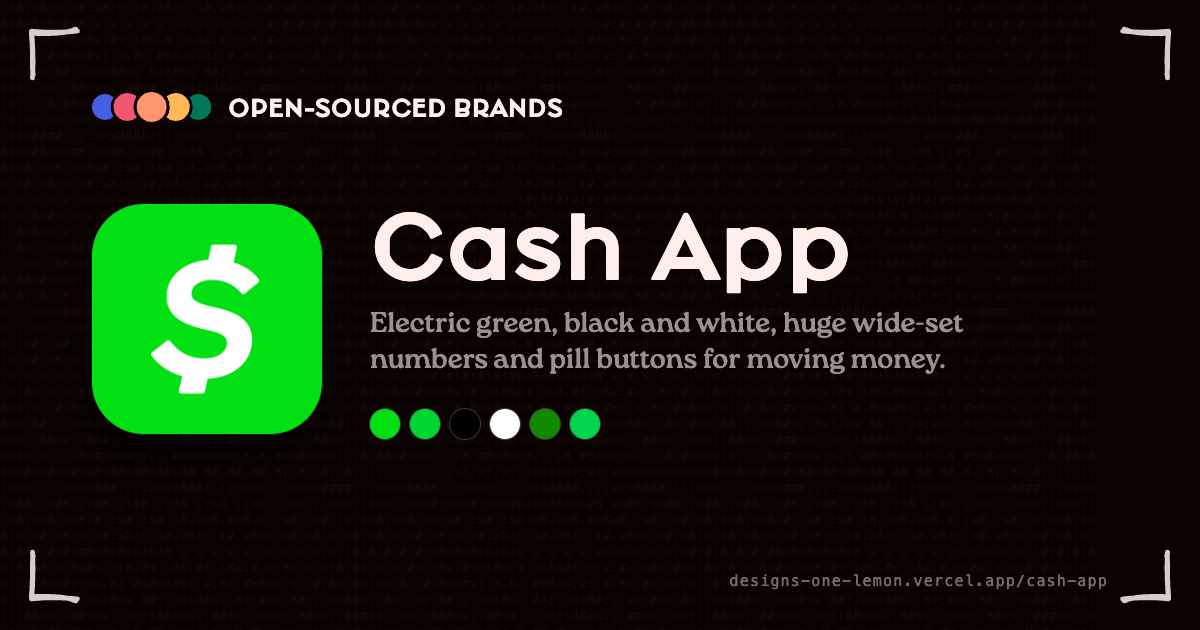 OPEN-SOURCED BRANDS
$
Cash App
Electric green, black and white, huge wide-set
numbers and pill buttons for moving money.
designs-one-lemon.vercel.app/cash-app